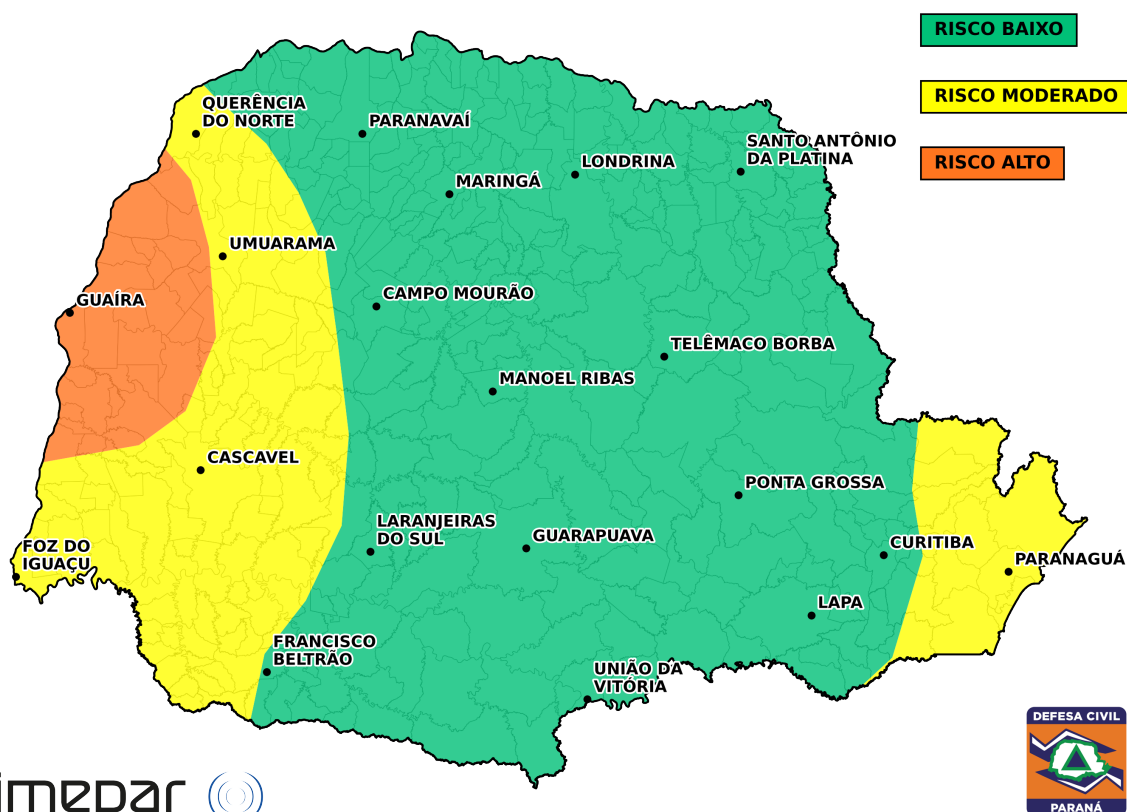 RISCO BAIXO
RISCO MODERADO
RISCO ALTO
QUERÊNCIA
DO NORTE
PARANAVAÍ
SANTO ANTÔNIO
DA PLATINA
LONDRINA
MARINGÁ
UMUARAMA
GUAÍRA
CAMPO MOURÃO
TELÊMACO BORBA
MANOEL RIBAS
CASCAVEL
PONTA GROSSA
LARANJEIRAS
DO SUL
GUARAPUAVA
CURITIBA
FOZ DO
IGUAÇU
PARANAGUÁ
LAPA
FRANCISCO
BELTRÃO
UNIÃO DA
VITÓRIA
DEFESA CIVIL
PARANÁ
imepar